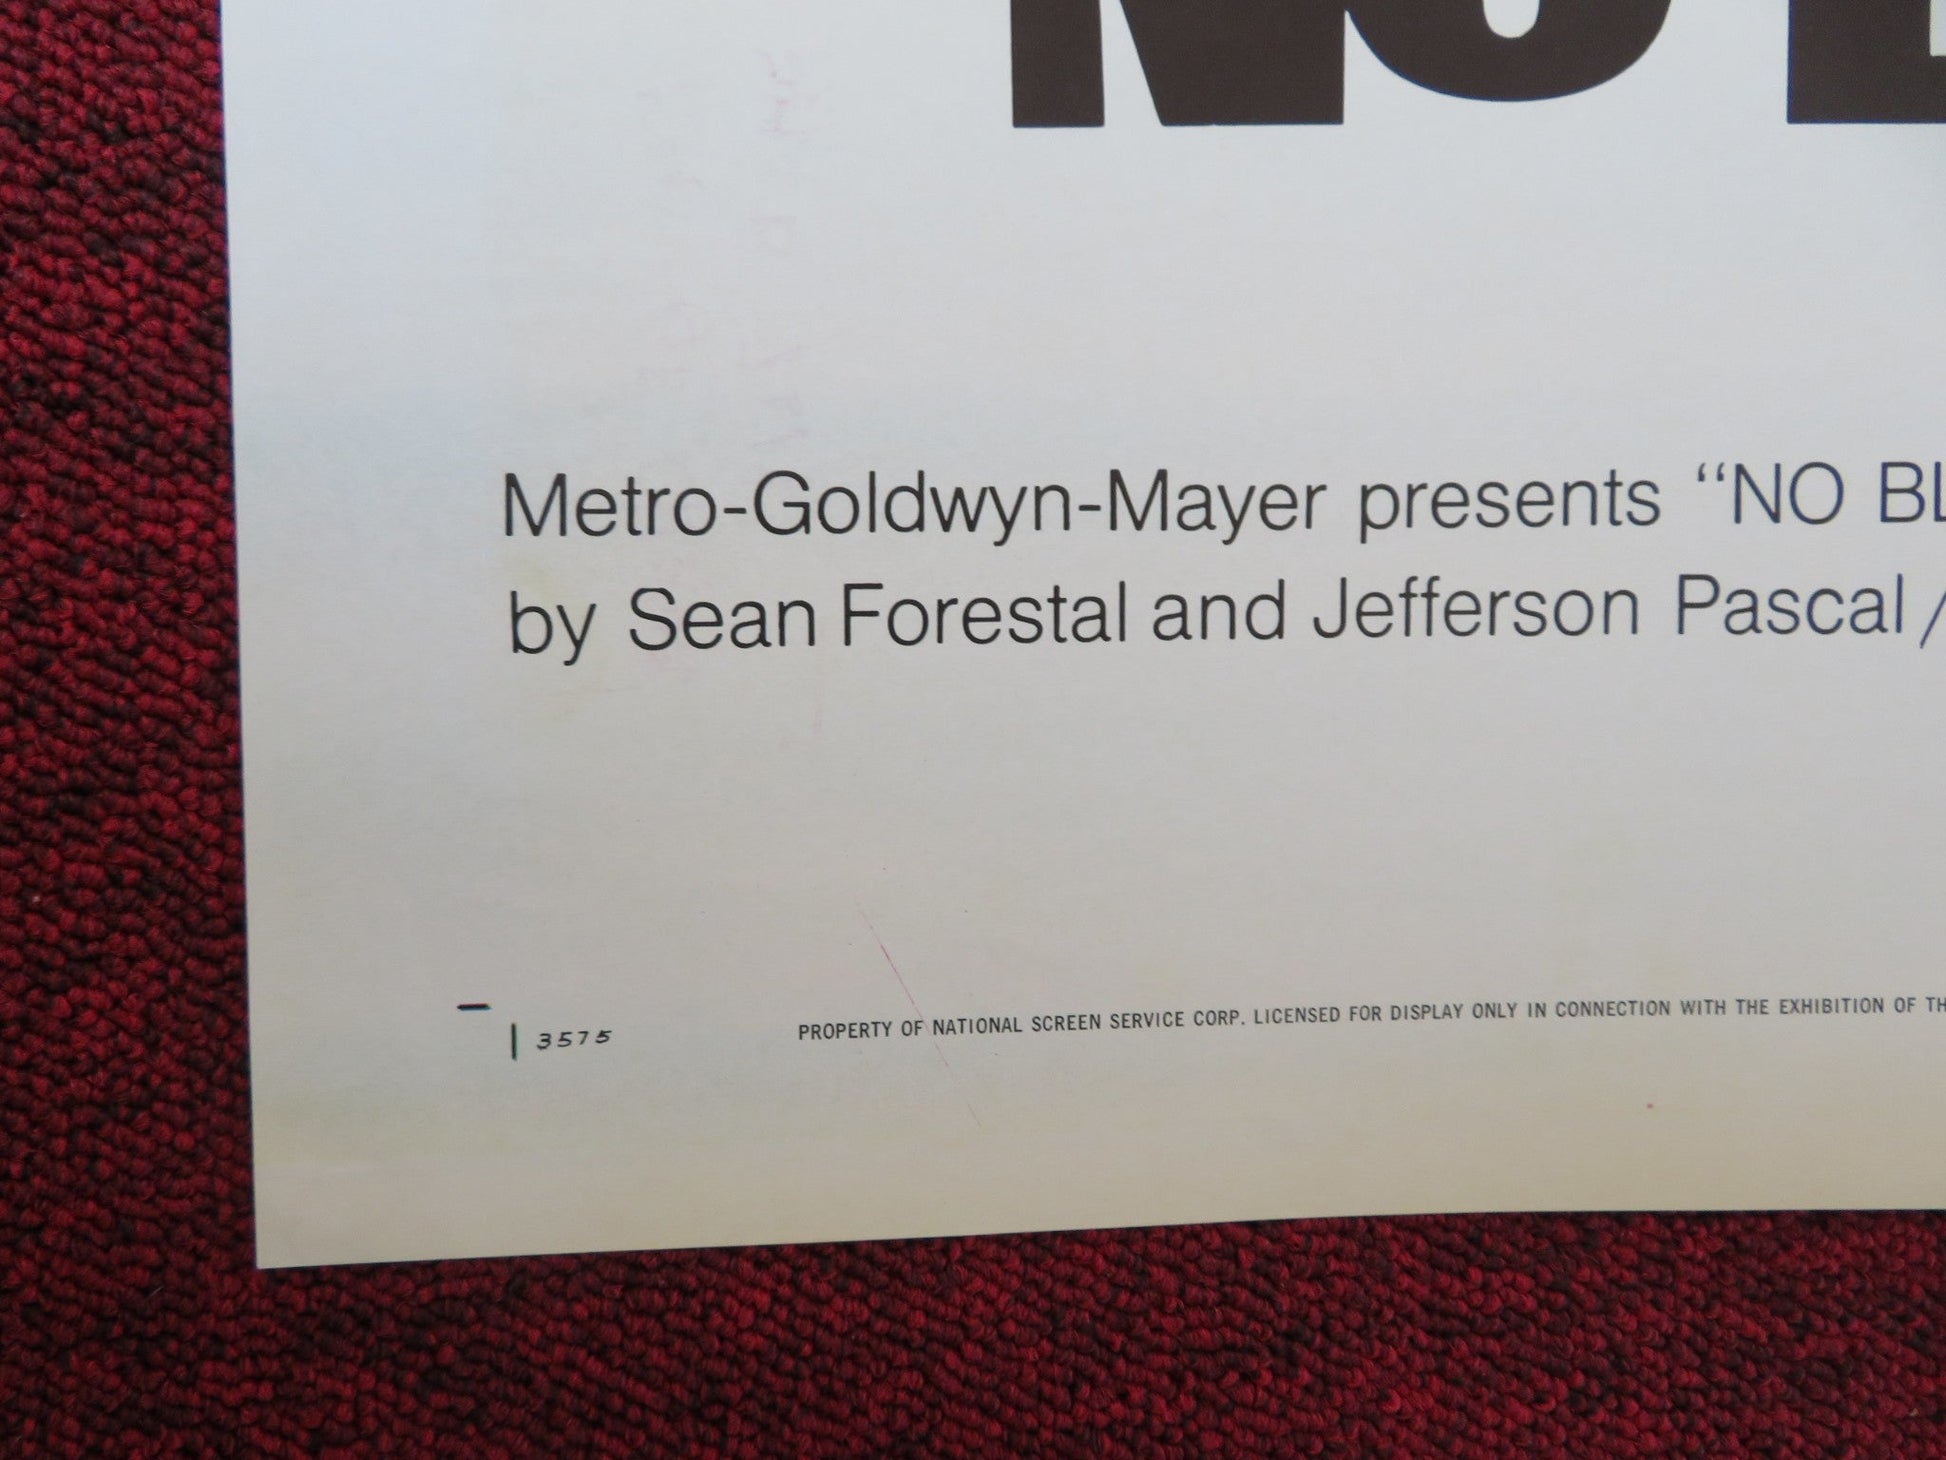 NO
Metro-Goldwyn-Mayer presents “NO BL
by Sean Forestal and Jefferson Pascal/
3575 PROPERTY OF NATIONAL SCREEN SERVICE CORP. LICENSED FOR DISPLAY ONLY IN CONNECTION WITH THE EXHIBITION OF TH